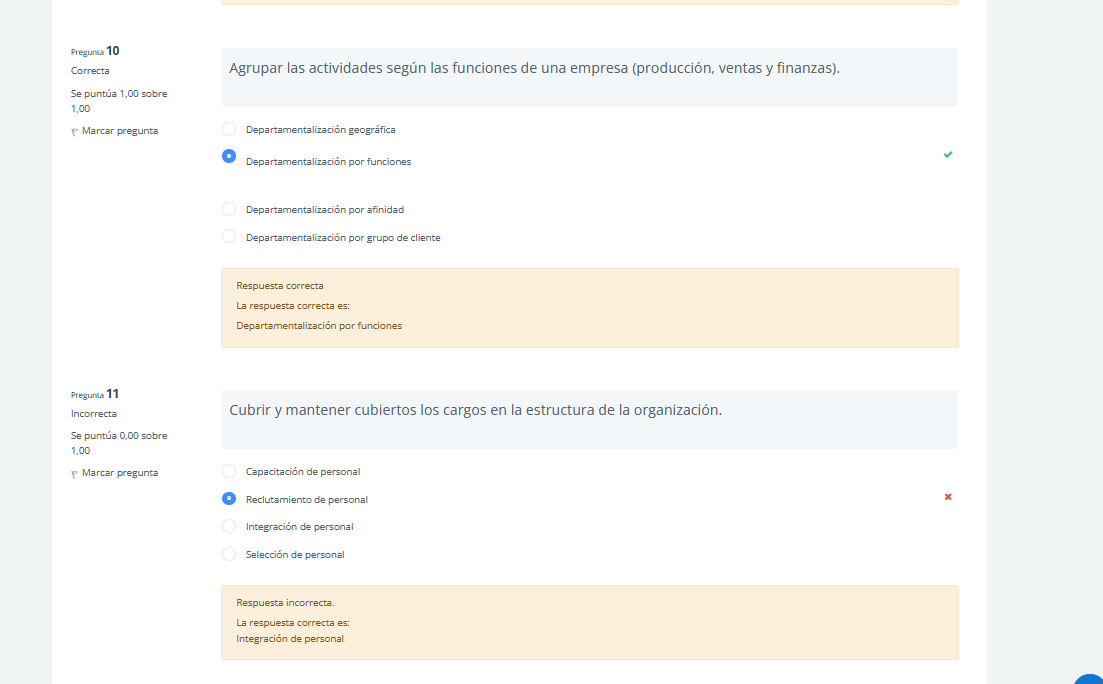 Pregunta 10
Correcta
Se puntúa 1,00 sobre
1,00
Marcar pregunta
Agrupar las actividades según las funciones de una empresa (producción, ventas y finanzas).
Departamentalización geográfica
Departamentalización por funciones
Departamentalización por afinidad
Departamentalización por grupo de cliente
Respuesta correcta
La respuesta correcta es:
Departamentalización por funciones
Pregunta 11
Incorrecta
Se puntúa 0,00 sobre
1,00
Marcar pregunta
Cubrir y mantener cubiertos los cargos en la estructura de la organización.
Capacitación de personal
Reclutamiento de personal
Integración de personal
Selección de personal
Respuesta incorrecta.
La respuesta correcta es:
Integración de personal